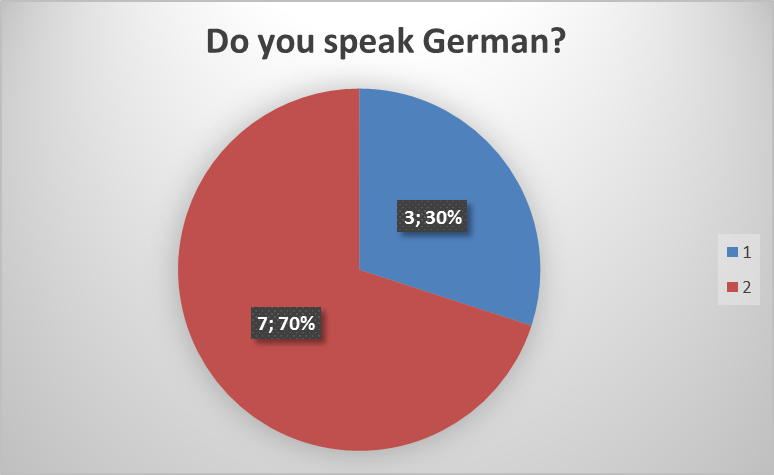 Do you speak German?
3; 30%
1
7; 70%
2